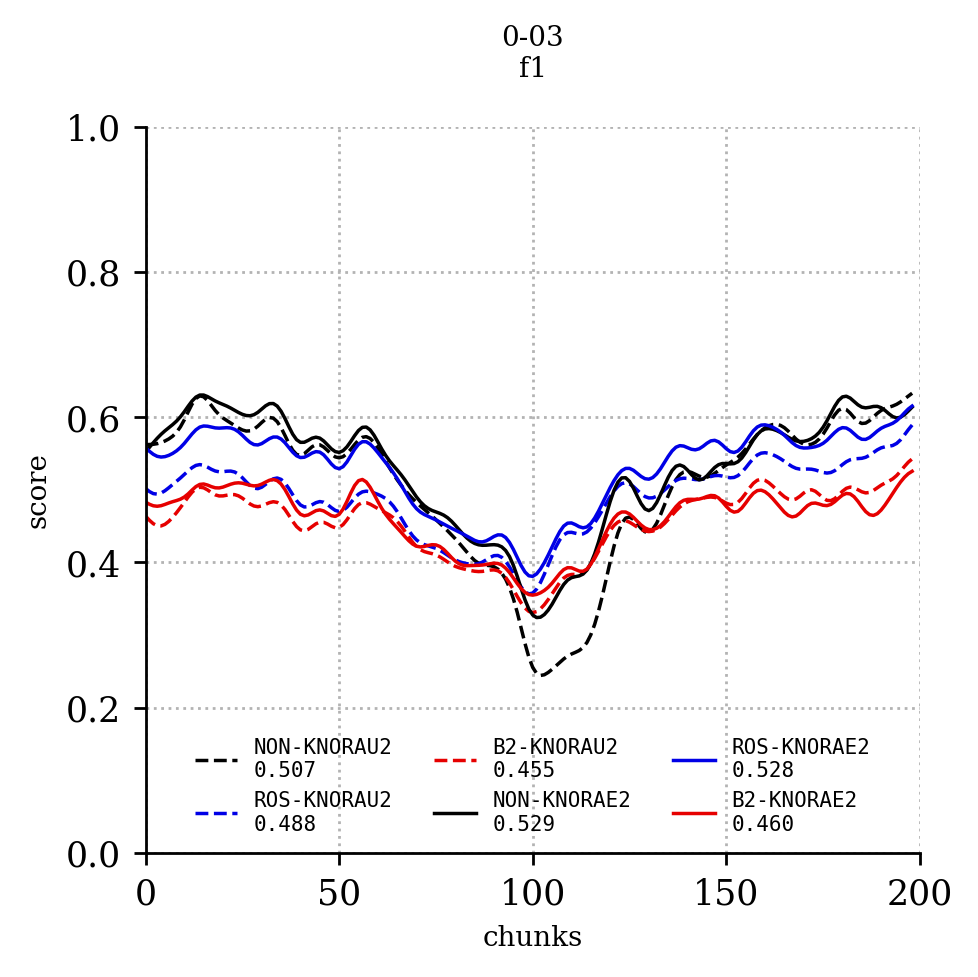 0-03
f1
1.0
0.8
0.6
0.4
0.2
0.0
score
NON-KNORAU2
0.507
ROS-KNORAU2
0.488
B2-KNORAU2
0.455
NON-KNORAE2
0.529
ROS-KNORAE2
0.528
B2-KNORAE2
0.460
0
50
100
150
200
chunks